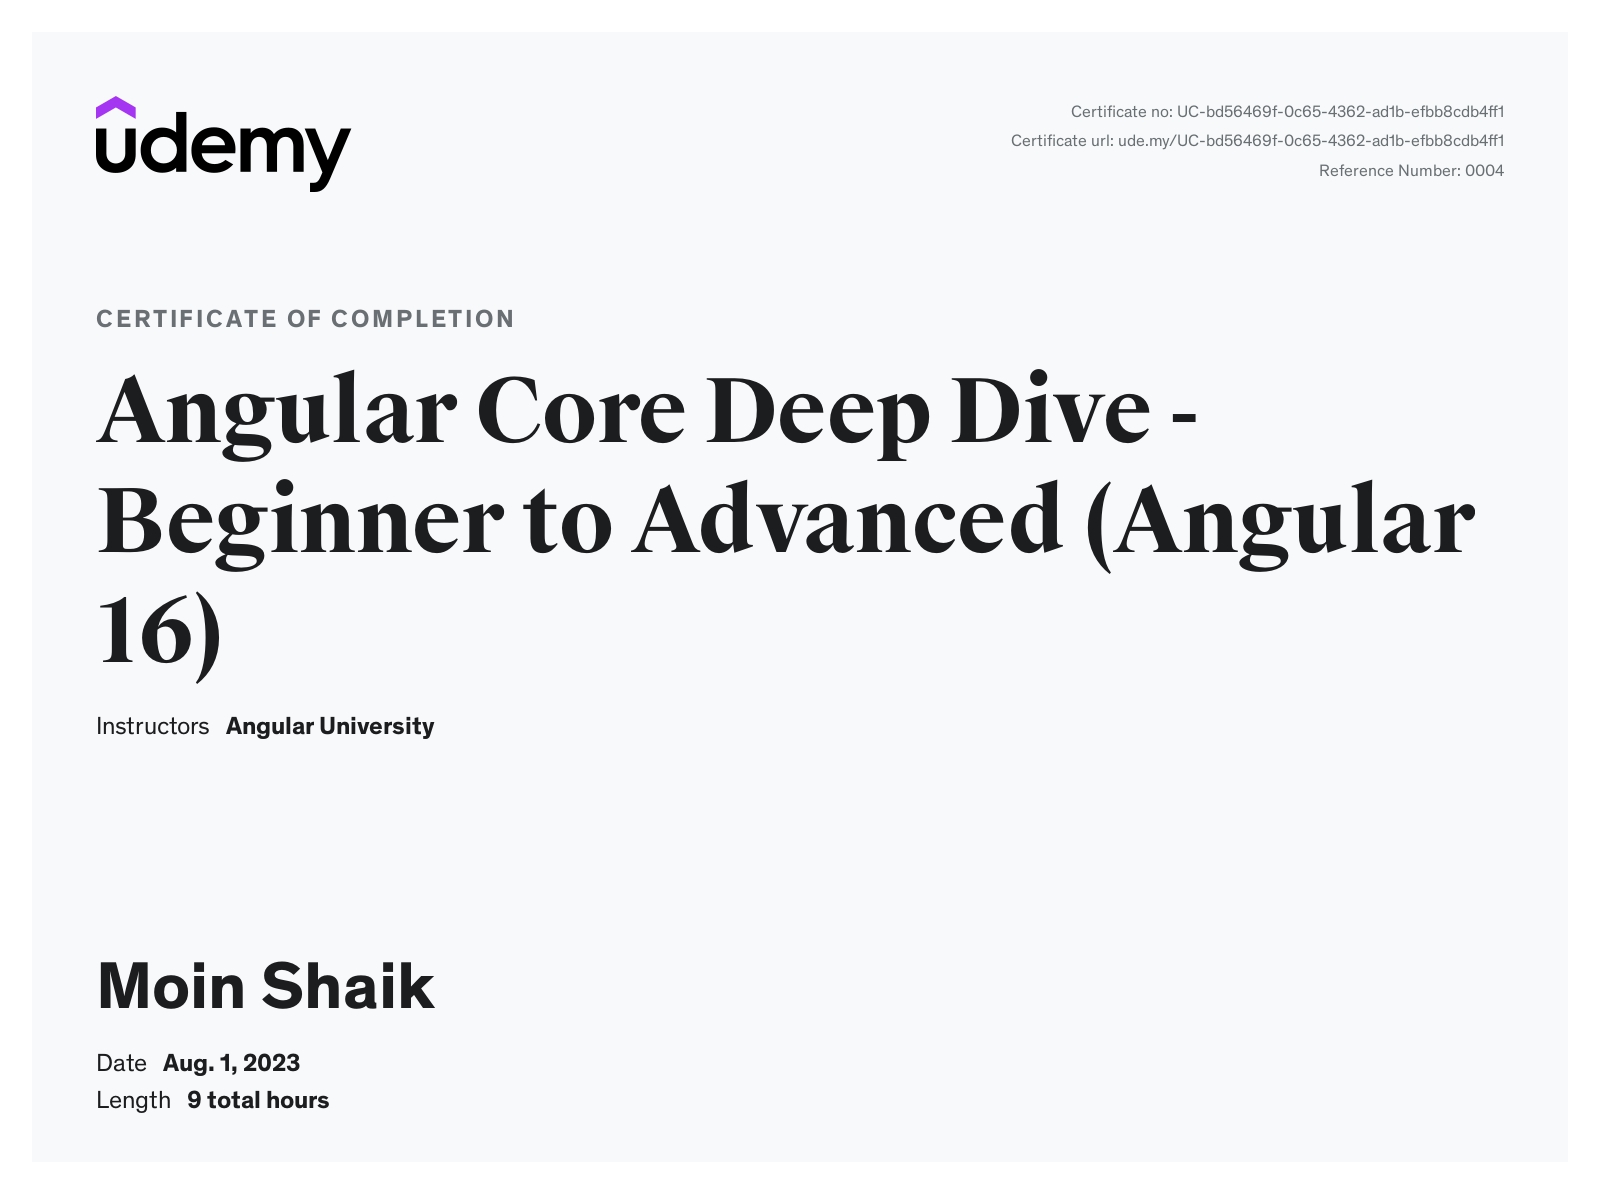 udemy
Certificate no: UC-bd56469f-0c65-4362-ad1b-efbb8cdb4ff1
Certificate url: ude.my/UC-bd56469f-0c65-4362-ad1b-efbb8cdb4ff1
Reference Number: 0004
CERTIFICATE OF COMPLETION
Angular Core Deep Dive -
Beginner to Advanced (Angular
16)
Instructors Angular University
Moin Shaik
Date Aug. 1, 2023
Length 9 total hours